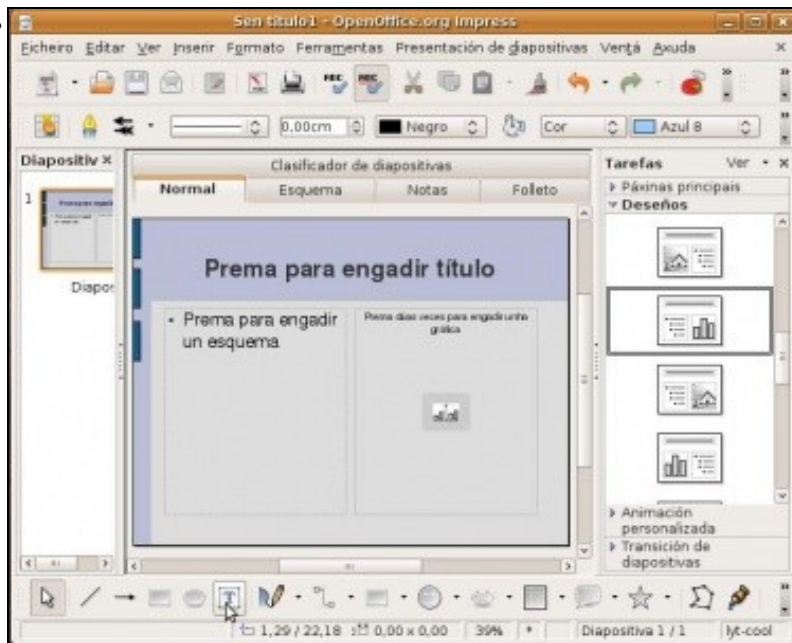 Sen título1 - OpenOffice.org Impress
Eicheiro Editar Ver Inserir Formato Ferramentas Presentación de diapositivas Ventá Axuda
0,00cm Negro Cor Azul 8
Diapositiv
Clasificador de diapositivas
Tarefas Ver
Normal Esquema Notas Folleto
Páxinas principais
Deseños
1
Diapos
Prema para engadir título
• Prema para engadir
un esquema
Prema dúas veces para engadir unha
gráfica
Animación
personalizada
Transición de
diapositivas
1,29 / 22,18 0,00 x 0,00 39% * Diapositiva 1 / 1 lyt-cool